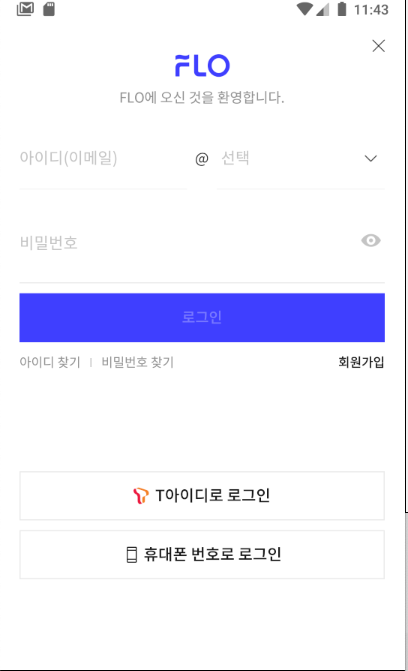 11:43
FLO
FLO에 오신 것을 환영합니다.
아이디(이메일) @ 선택
비밀번호
로그인
아이디 찾기 | 비밀번호 찾기 회원가입
T아이디로 로그인
휴대폰 번호로 로그인